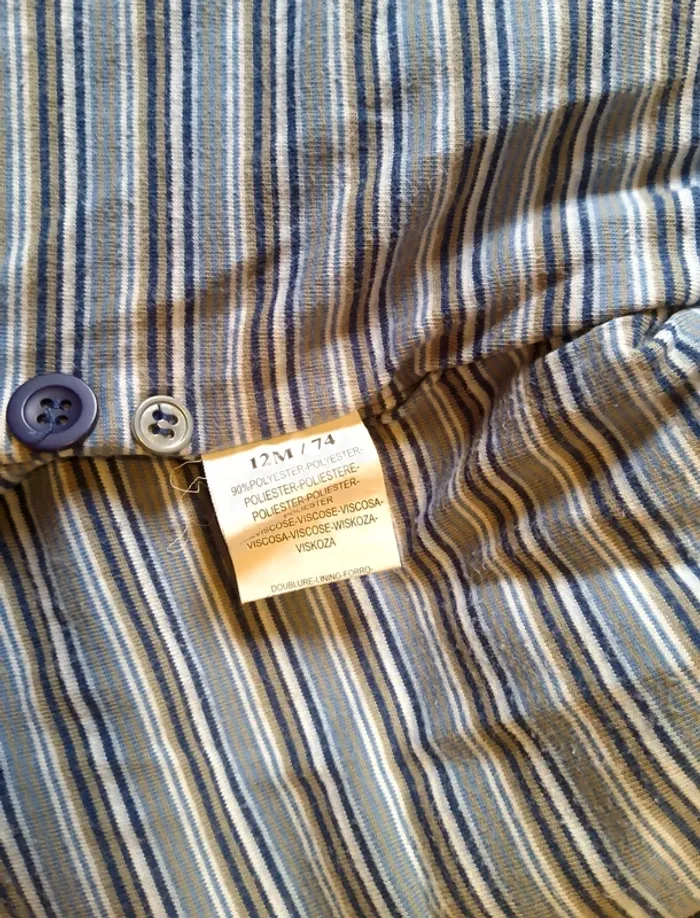 12M / 74
90%POLYESTER-POLYESTER-
POLIESTER-POLIESTERE-
POLIESTER-POLIESTER-
POLIESTER
VISCOSE-VISCOSE-VISCOSA-
VISCOSA-VISCOSE-WISKOZA-
VISKOZA
DOUBLURE-LINING-FORRO-